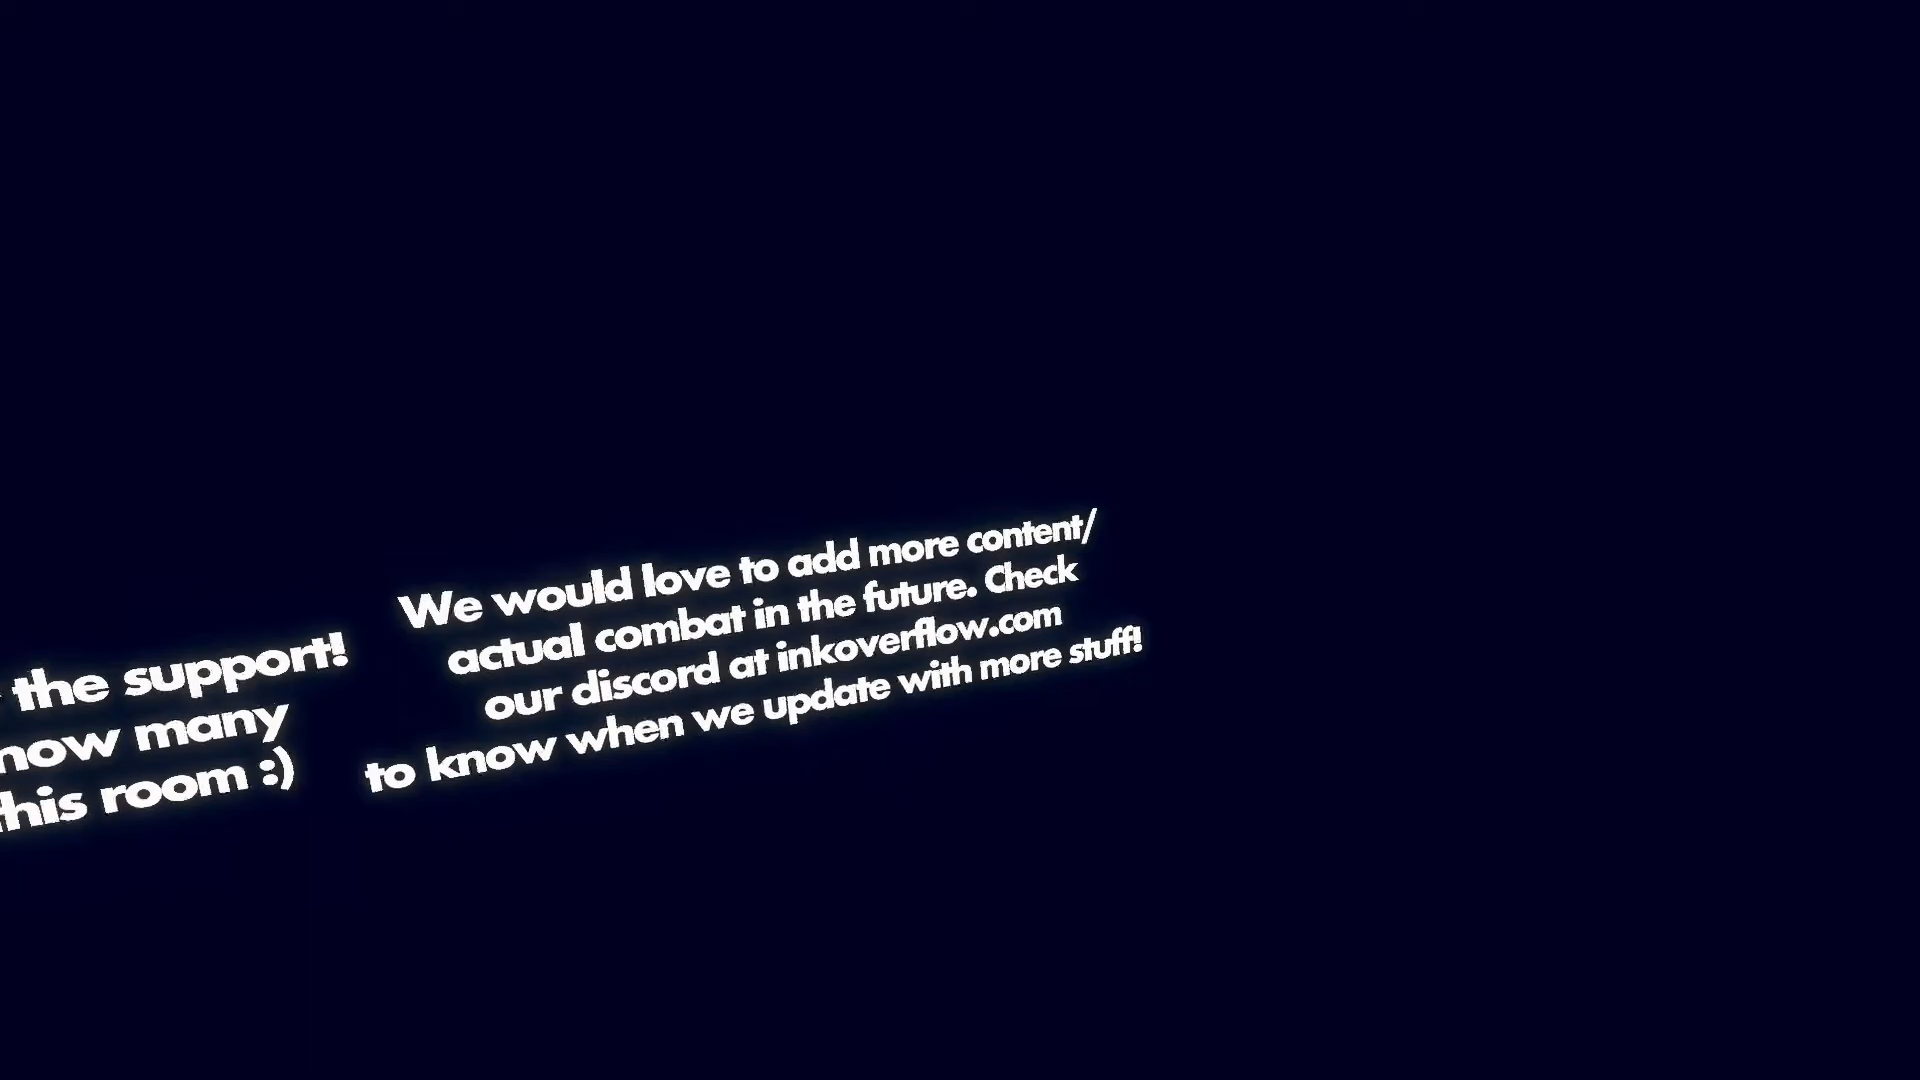 the support!
now many
this room :)
We would love to add more content/
actual combat in the future. Check
our discord at inkoverflow.com
to know when we update with more stuff!